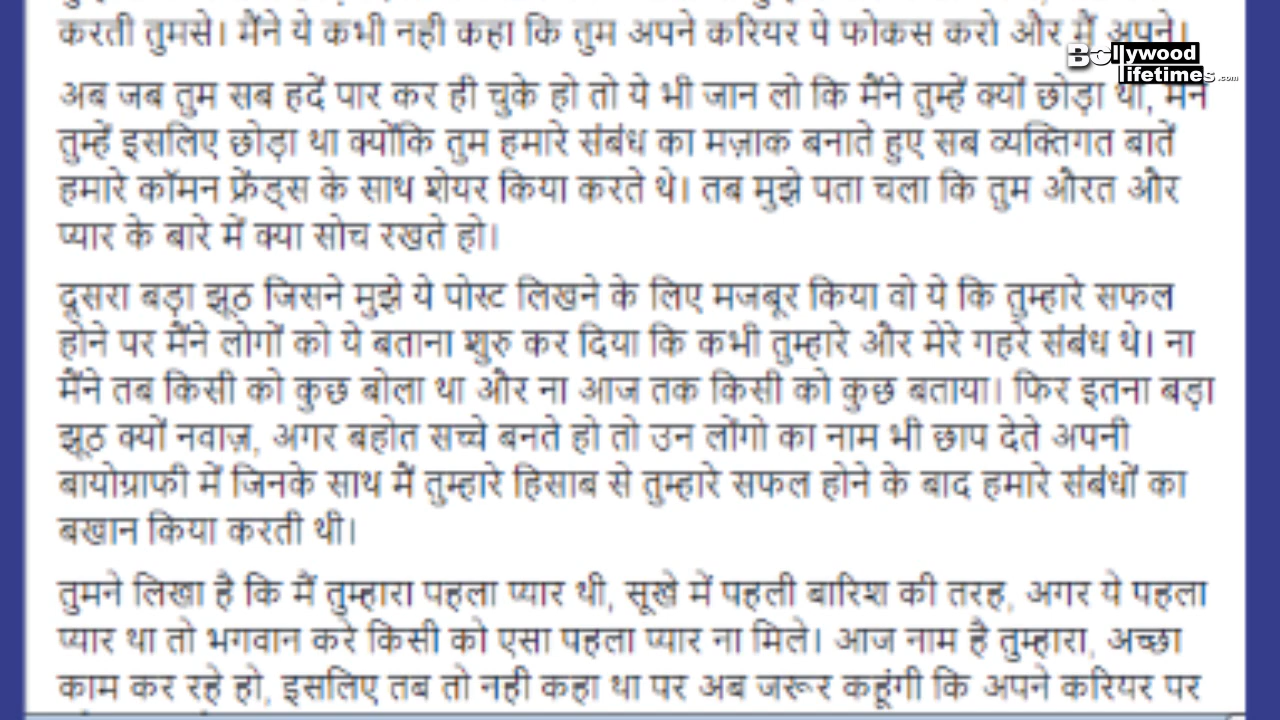 करती तुमसे। मैंने ये कभी नही कहा कि तुम अपने करियर पे फोकस करो और मैं अपने।
Bollywood
lifetimes.com
अब जब तुम सब हदें पार कर ही चुके हो तो ये भी जान लो कि मैंने तुम्हें क्यों छोड़ा था, मैंने
तुम्हें इसलिए छोड़ा था क्योंकि तुम हमारे संबंध का मज़ाक बनाते हुए सब व्यक्तिगत बातें
हमारे कॉमन फ्रेंड्स के साथ शेयर किया करते थे। तब मुझे पता चला कि तुम औरत और
प्यार के बारे में क्या सोच रखते हो।
दूसरा बड़ा झूठ जिसने मुझे ये पोस्ट लिखने के लिए मजबूर किया वो ये कि तुम्हारे सफल
होने पर मैंने लोगों को ये बताना शुरु कर दिया कि कभी तुम्हारे और मेरे गहरे संबंध थे। ना
मैंने तब किसी को कुछ बोला था और ना आज तक किसी को कुछ बताया। फिर इतना बड़ा
झूठ क्यों नवाज़, अगर बहोत सच्चे बनते हो तो उन लोंगो का नाम भी छाप देते अपनी
बायोग्राफी में जिनके साथ मैं तुम्हारे हिसाब से तुम्हारे सफल होने के बाद हमारे संबंधों का
बखान किया करती थी।
तुमने लिखा है कि मैं तुम्हारा पहला प्यार थी, सूखे में पहली बारिश की तरह, अगर ये पहला
प्यार था तो भगवान करे किसी को एसा पहला प्यार ना मिले। आज नाम है तुम्हारा, अच्छा
काम कर रहे हो, इसलिए तब तो नही कहा था पर अब जरूर कहूंगी कि अपने करियर पर